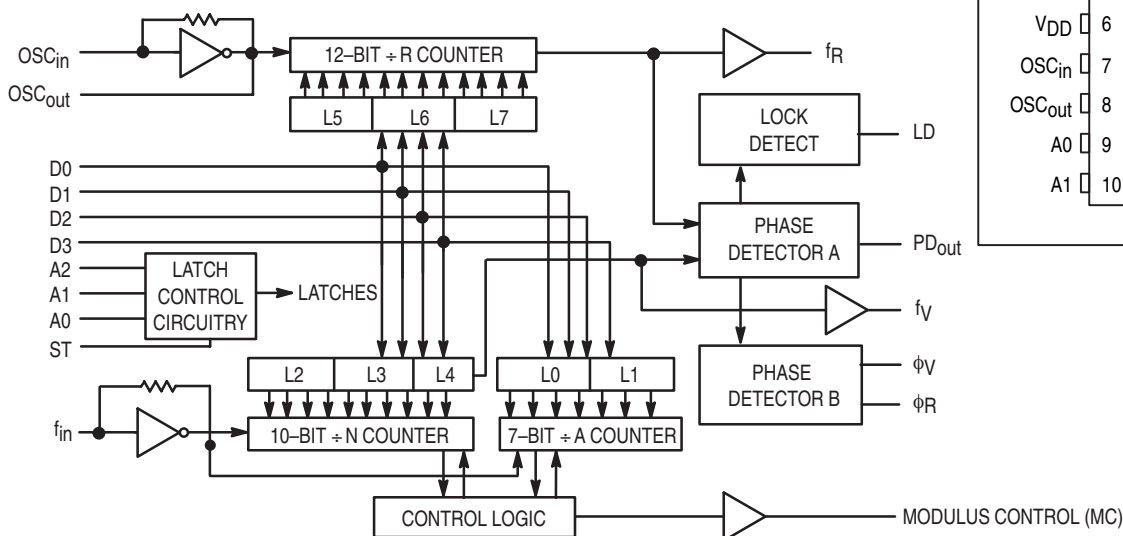 OSCin
OSCout
12–BIT ÷ R COUNTER
fR
L5 L6 L7
LOCK DETECT
LD
D0
D1
D2
D3
A2
A1
A0
ST
LATCH CONTROL CIRCUITRY
LATCHES
PHASE DETECTOR A
PDout
fV
L2 L3 L4
L0 L1
PHASE DETECTOR B
ϕV
ϕR
fin
10–BIT ÷ N COUNTER
7–BIT ÷ A COUNTER
CONTROL LOGIC
MODULUS CONTROL (MC)
VDD 6
OSCin 7
OSCout 8
A0 9
A1 10